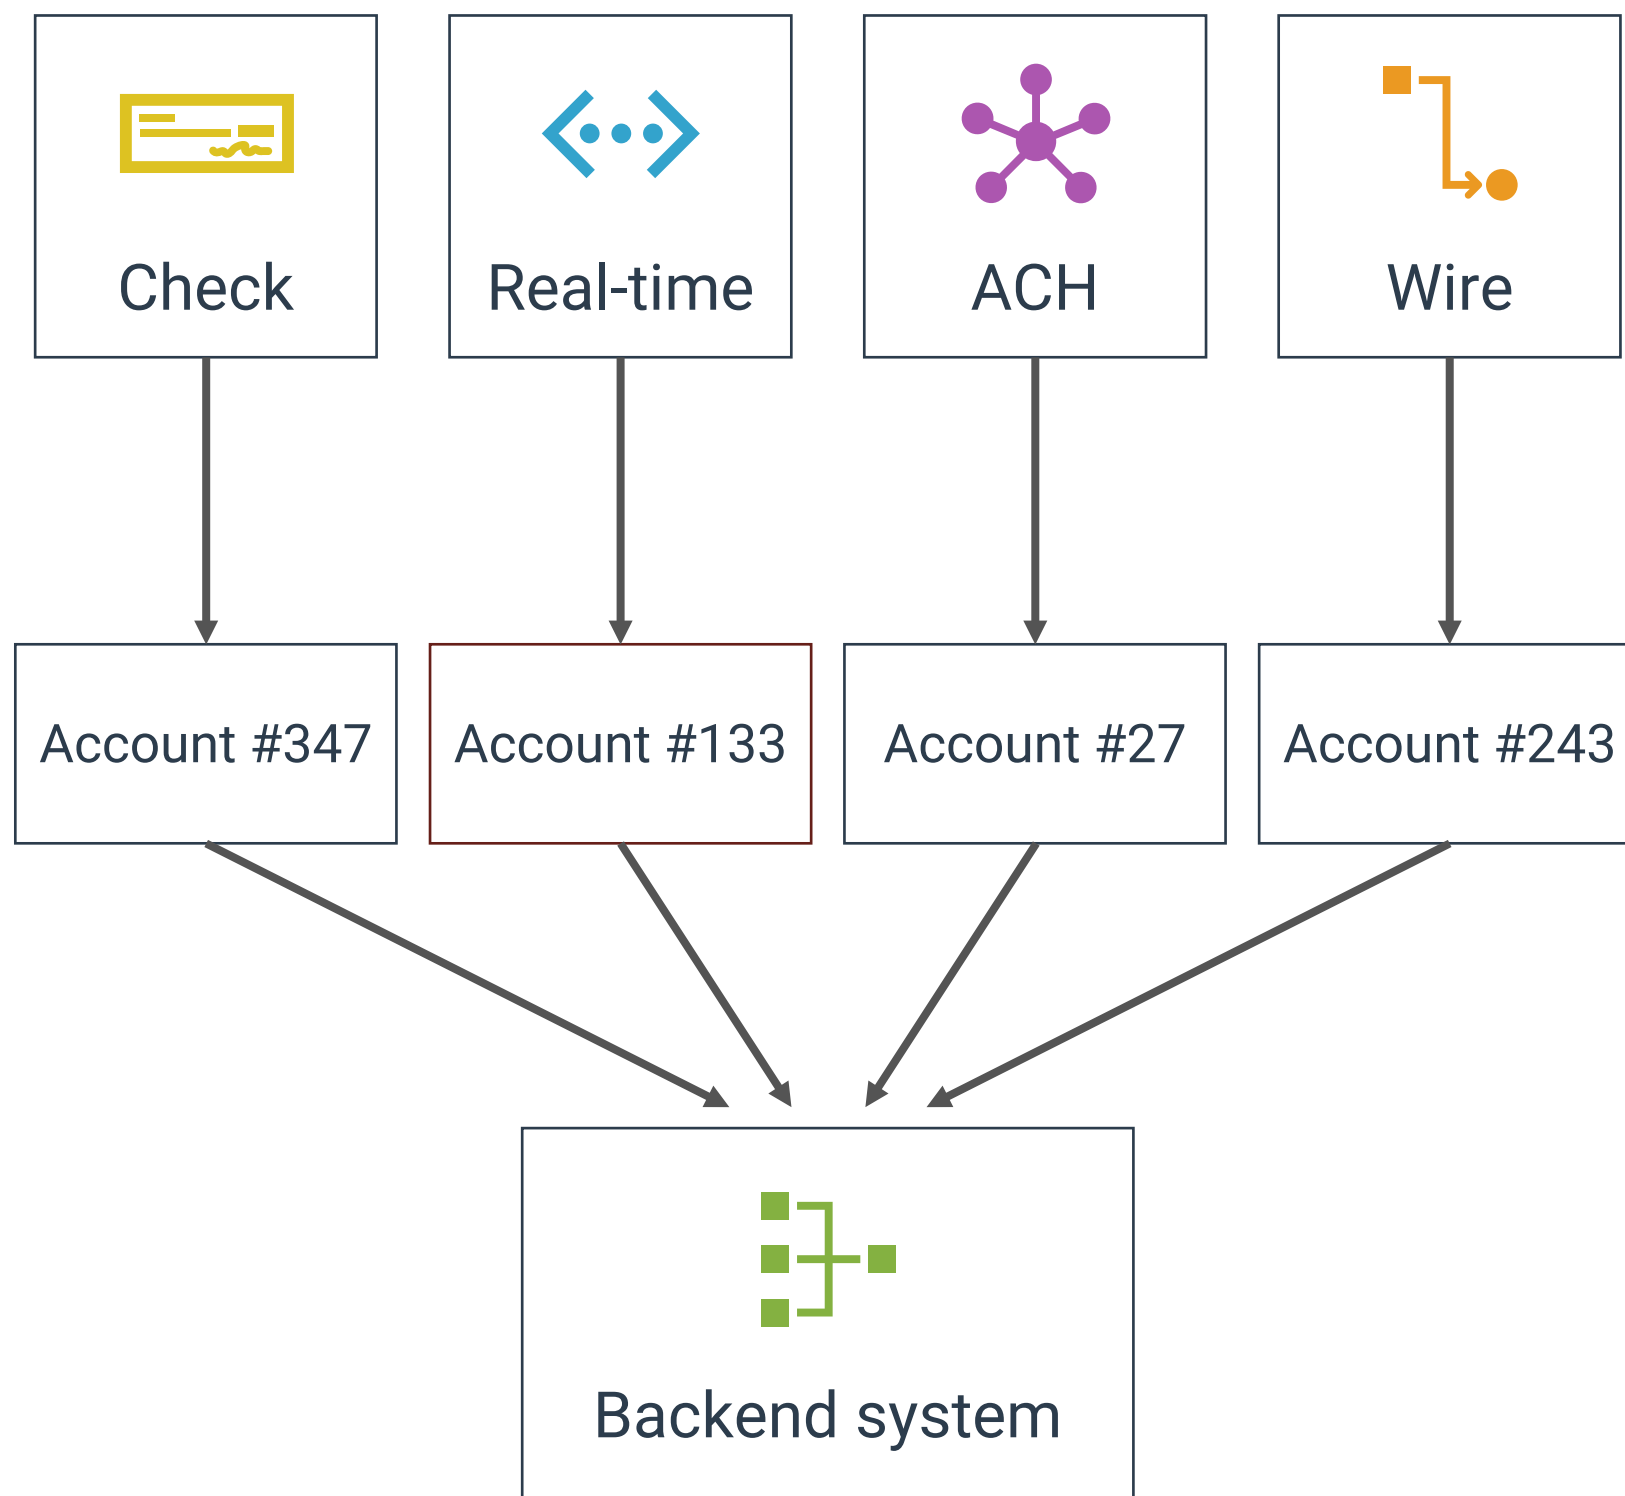 Check
Real-time
ACH
Wire
Account #347
Account #133
Account #27
Account #243
Backend system